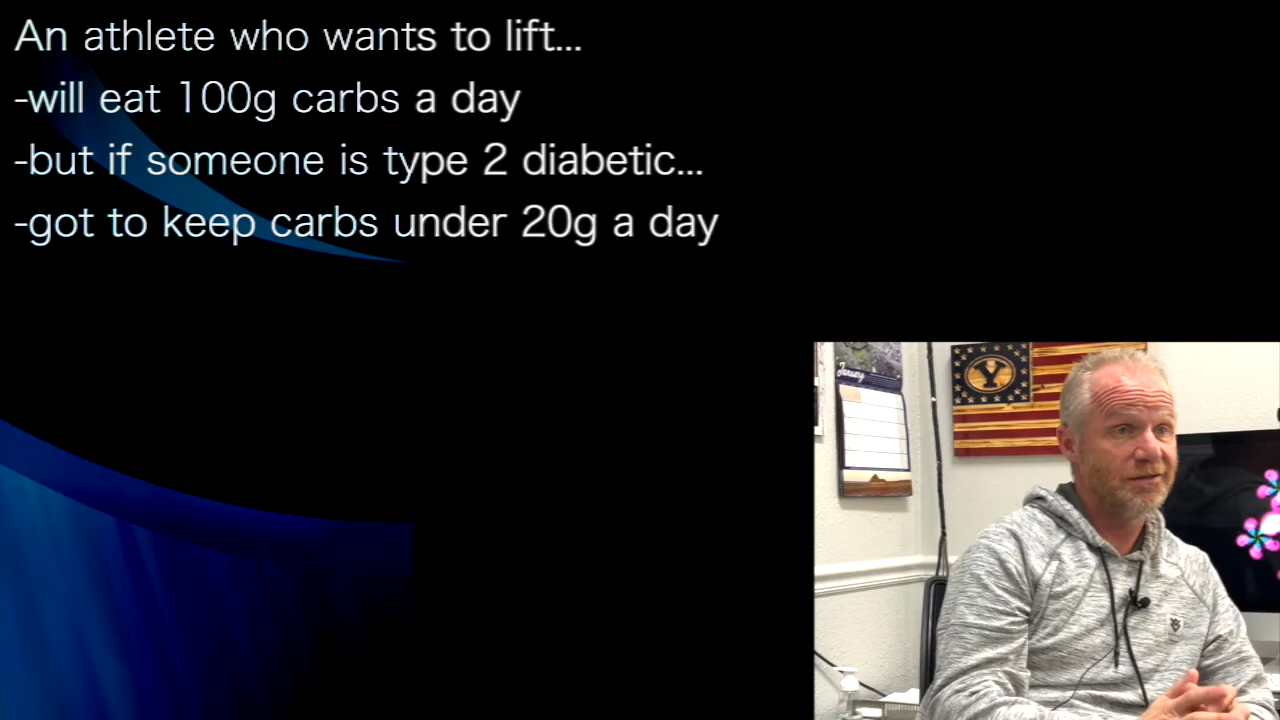 An athlete who wants to lift...
-will eat 100g carbs a day
-but if someone is type 2 diabetic...
-got to keep carbs under 20g a day
January
Y